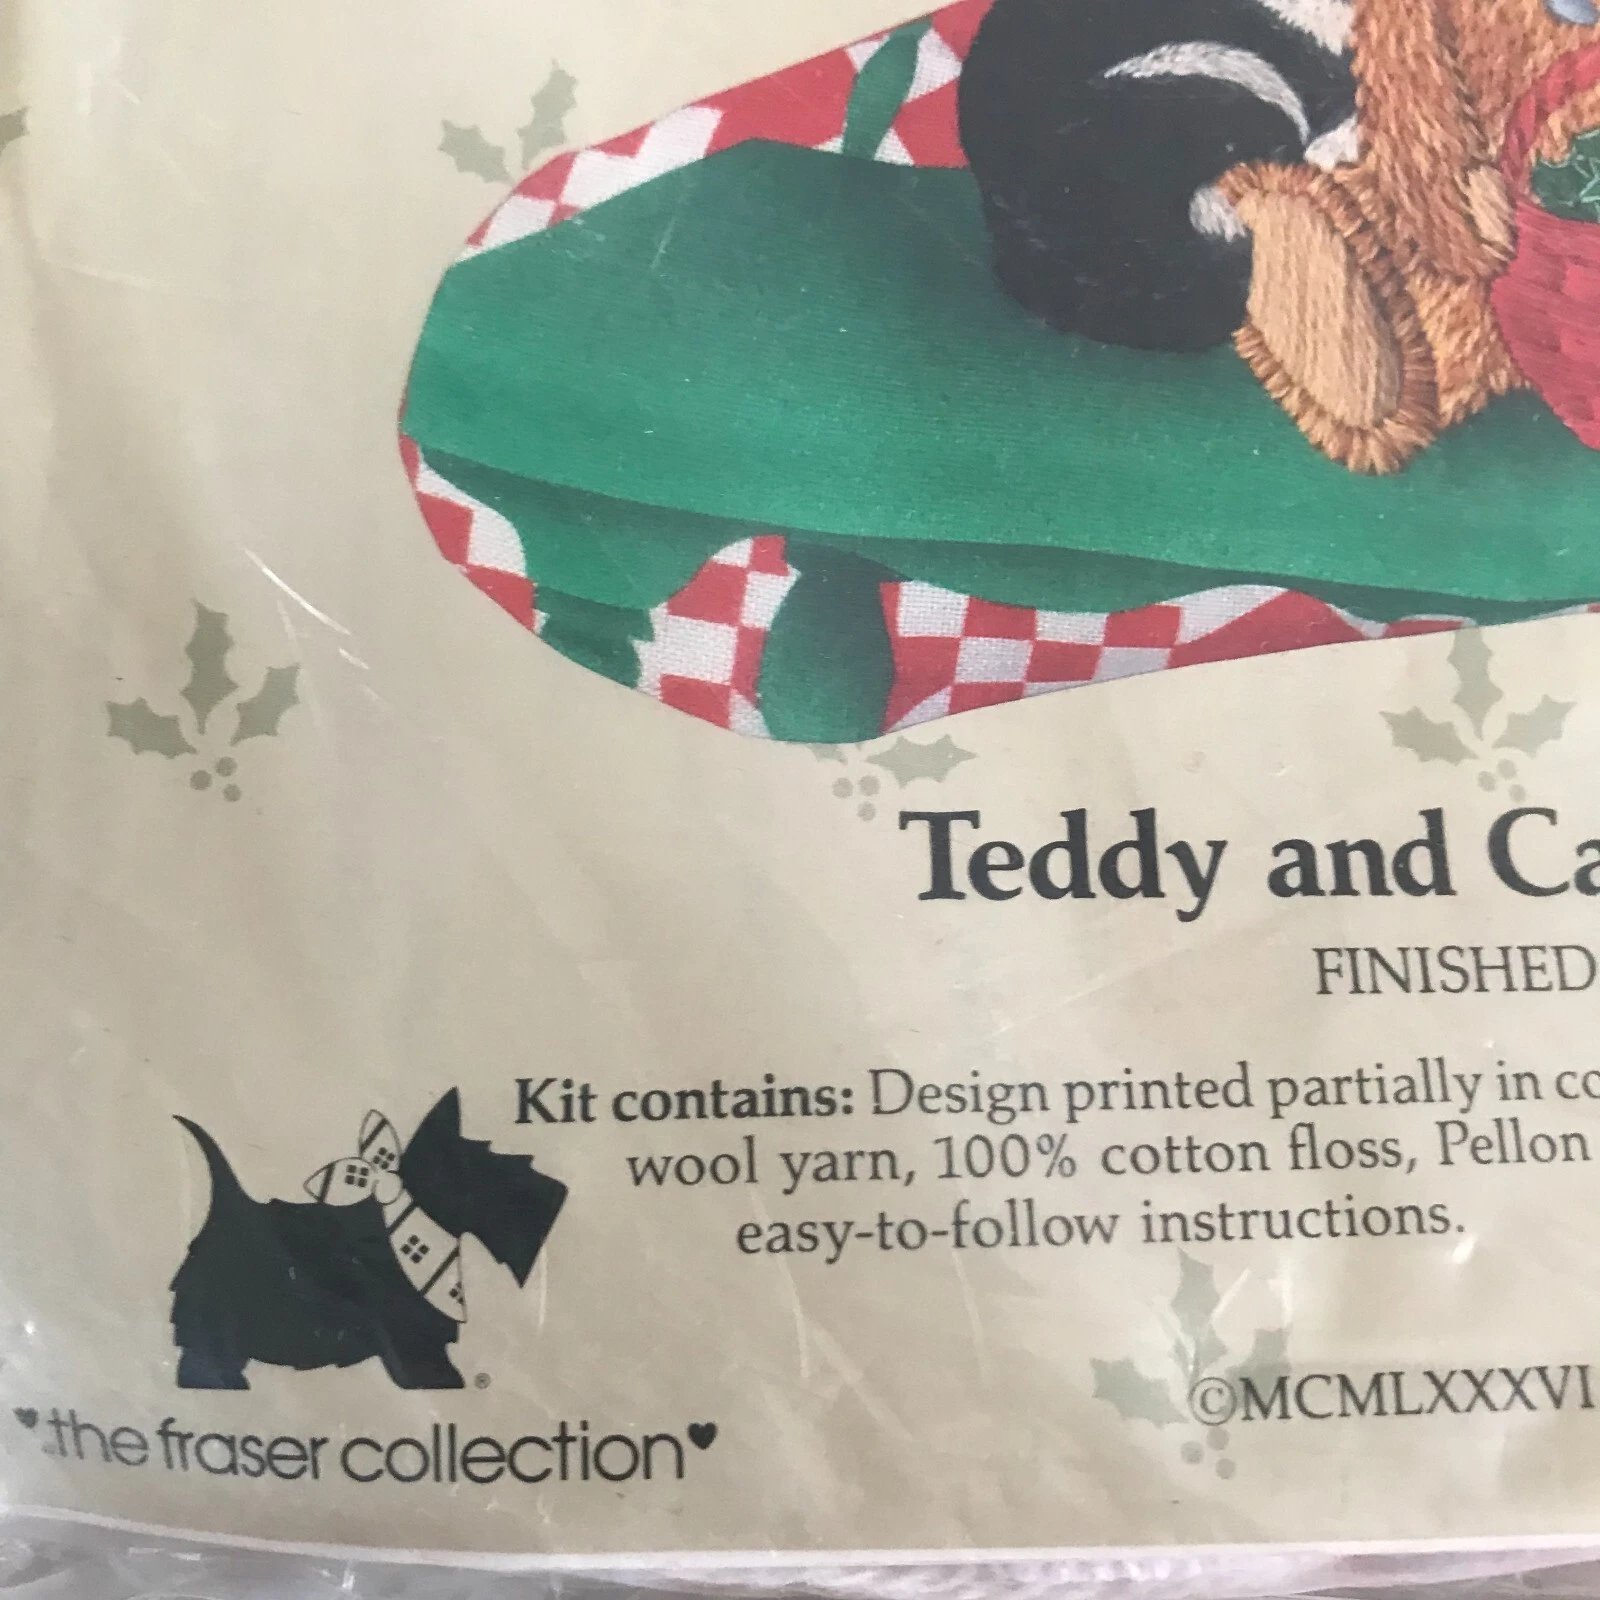 Teddy and Ca
FINISHED
Kit contains: Design printed partially in co
wool yarn, 100% cotton floss, Pellon
easy-to-follow instructions.
®
©MCMLXXXVI
♥the fraser collection♥